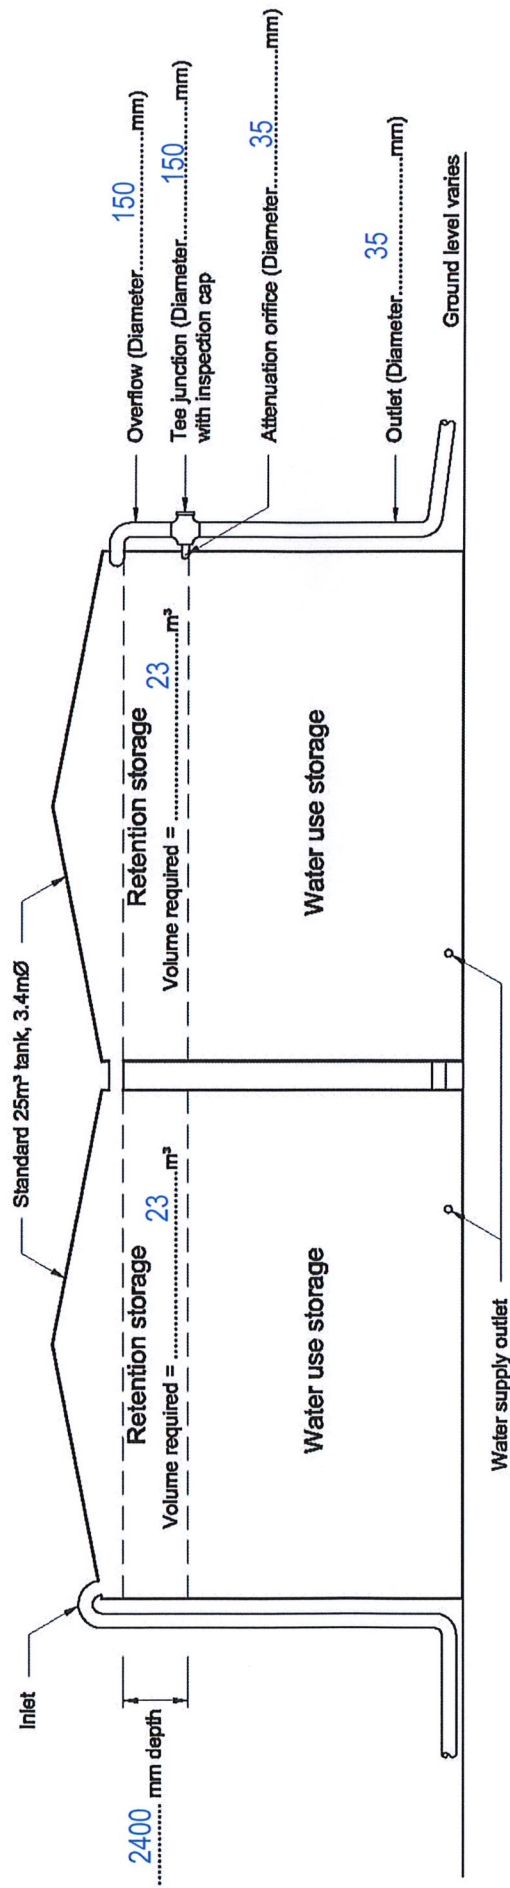 Standard 25m³ tank, 3.4mØ
Inlet
Overflow (Diameter 150 mm)
Tee junction (Diameter 150 mm)
with inspection cap
Attenuation orifice (Diameter 35 mm)
Outlet (Diameter 35 mm)
Ground level varies
2400 mm depth
Retention storage
Volume required = 23 m³
Water use storage
Retention storage
Volume required = 23 m³
Water use storage
Water supply outlet